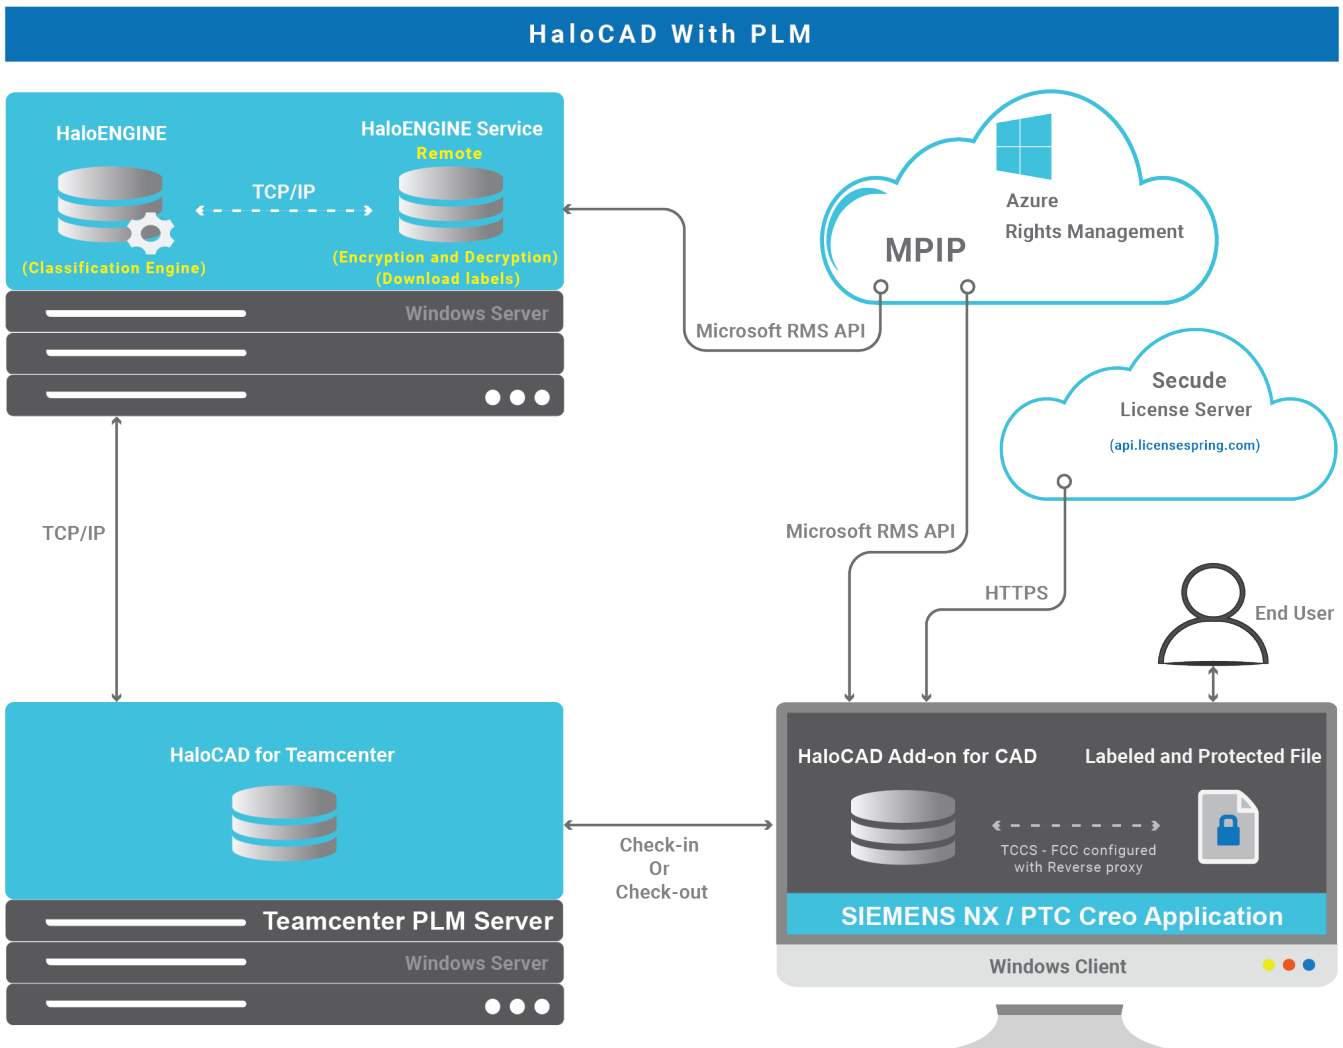 HaloCAD With PLM
HaloENGINE
HaloENGINE Service
Remote
TCP/IP
(Classification Engine)
(Encryption and Decryption)
(Download labels)
Windows Server
Azure
Rights Management
MPIP
Microsoft RMS API
Secude
License Server
(api.licensespring.com)
TCP/IP
Microsoft RMS API
HTTPS
End User
HaloCAD for Teamcenter
Teamcenter PLM Server
Windows Server
Check-in
Or
Check-out
HaloCAD Add-on for CAD
Labeled and Protected File
TCCS - FCC configured
with Reverse proxy
SIEMENS NX / PTC Creo Application
Windows Client